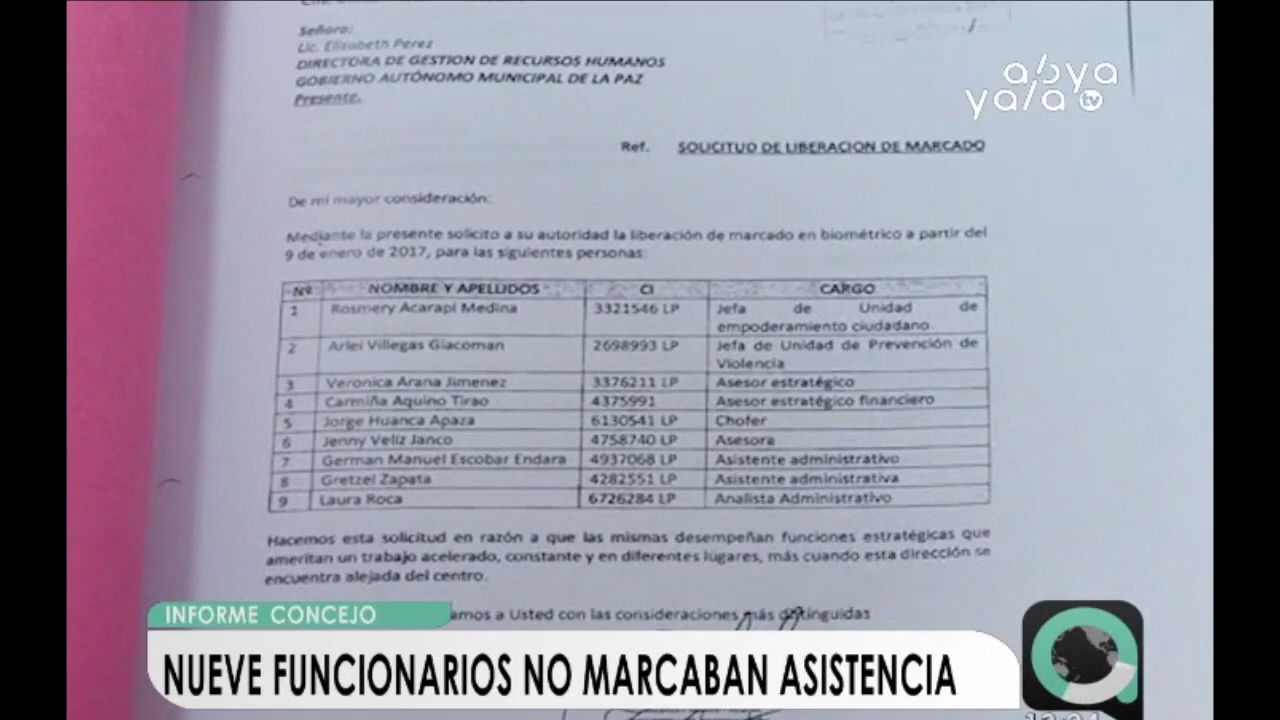 Señora:
Lic. Elizabeth Perez
DIRECTORA DE GESTION DE RECURSOS HUMANOS
GOBIERNO AUTÓNOMO MUNICIPAL DE LA PAZ
Presente.
abya
yala tv
Ref. SOLICITUD DE LIBERACION DE MARCADO
De mi mayor consideración:
Mediante la presente solicito a su autoridad la liberación de marcado en biométrico a partir del
9 de enero de 2017, para las siguientes personas:
Nº NOMBRE Y APELLIDOS CI CARGO
1 Rosmery Acarapi Medina 3321546 LP Jefa de Unidad de
empoderamiento ciudadano
2 Arlei Villegas Giacoman 2698993 LP Jefa de Unidad de Prevención de
Violencia
3 Veronica Arana Jimenez 3376211 LP Asesor estratégico
4 Carmiña Aquino Tirao 4375991 Asesor estratégico financiero
5 Jorge Huanca Apaza 6130541 LP Chofer
6 Jenny Veliz Janco 4758740 LP Asesora
7 German Manuel Escobar Endara 4937068 LP Asistente administrativo
8 Gretzel Zapata 4282551 LP Asistente administrativa
9 Laura Roca 6726284 LP Analista Administrativo
Hacemos esta solicitud en razón a que las mismas desempeñan funciones estratégicas que
ameritan un trabajo acelerado, constante y en diferentes lugares, más cuando esta dirección se
encuentra alejada del centro.
amos a Usted con las consideraciones más distinguidas
INFORME CONCEJO
NUEVE FUNCIONARIOS NO MARCABAN ASISTENCIA